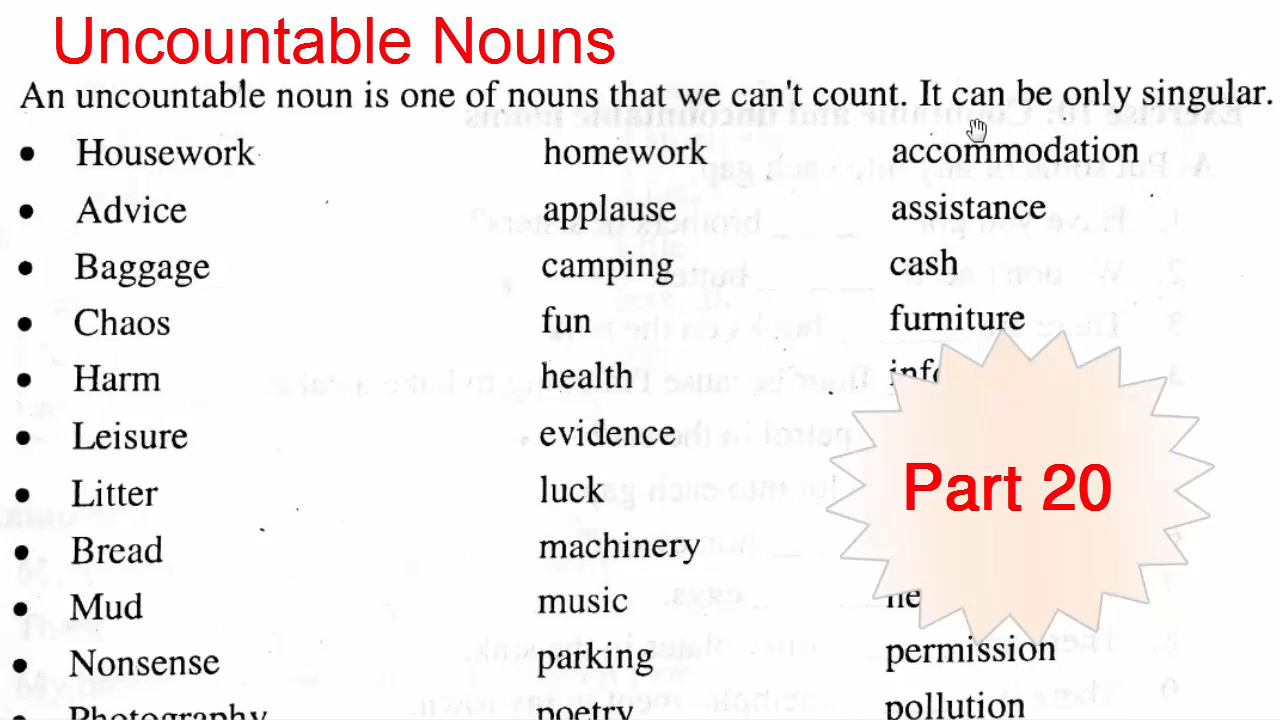 Uncountable Nouns
An uncountable noun is one of nouns that we can't count. It can be only singular.
• Housework homework accommodation
• Advice applause assistance
• Baggage camping cash
• Chaos fun furniture
• Harm health
• Leisure evidence
• Litter luck
Part 20
• Bread machinery
• Mud music
• Nonsense parking permission
Photography poetry pollution